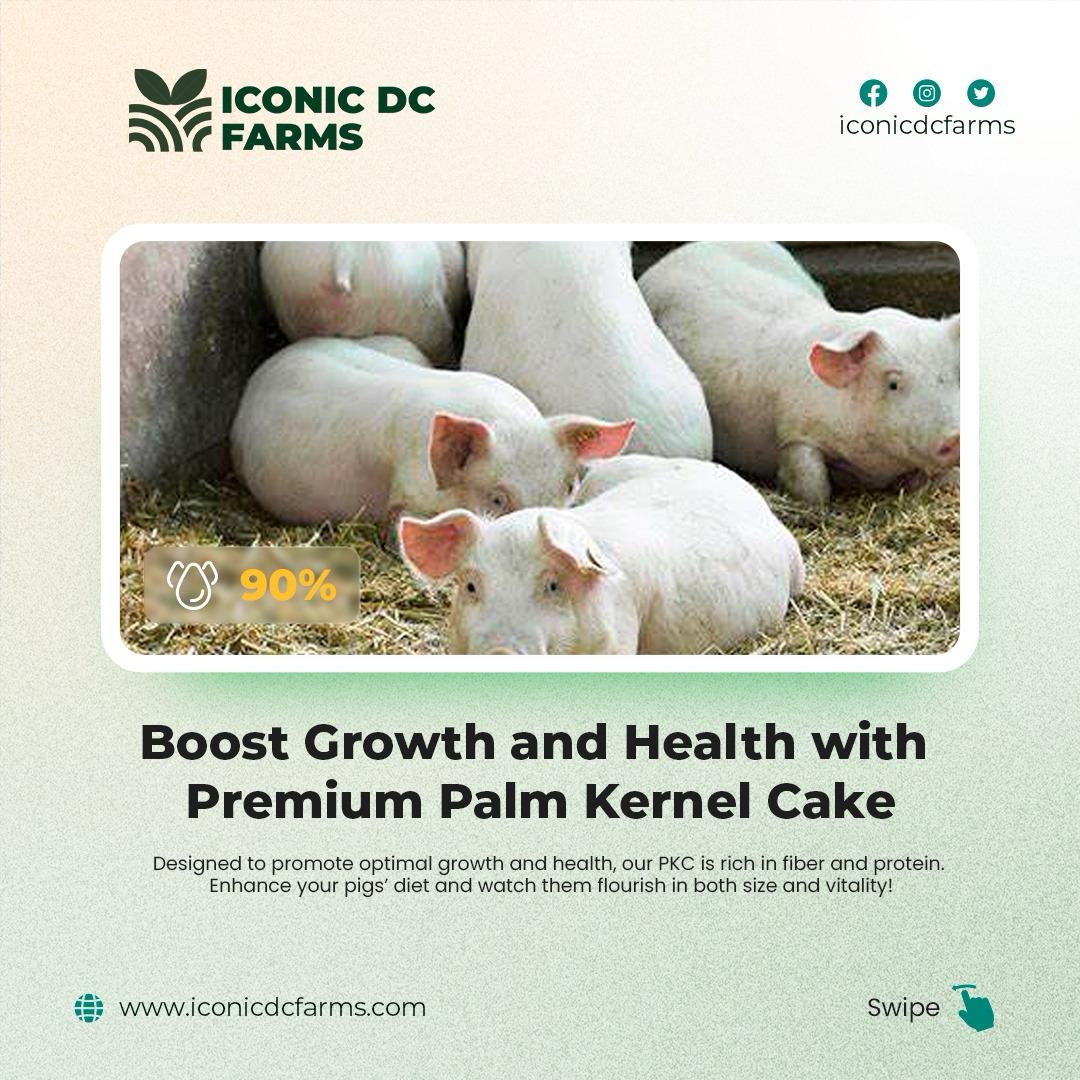 ICONIC DC
FARMS
iconicdcfarms
90%
Boost Growth and Health with
Premium Palm Kernel Cake
Designed to promote optimal growth and health, our PKC is rich in fiber and protein.
Enhance your pigs’ diet and watch them flourish in both size and vitality!
www.iconicdcfarms.com
Swipe